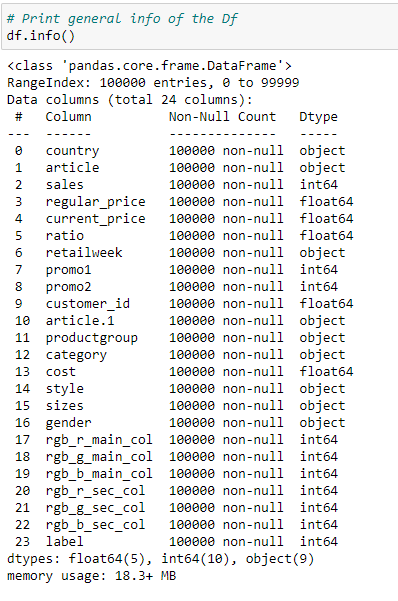 # Print general info of the Df
df.info()
<class 'pandas.core.frame.DataFrame'>
RangeIndex: 100000 entries, 0 to 99999
Data columns (total 24 columns):
 #   Column         Non-Null Count   Dtype
---  ------         --------------   -----
 0   country        100000 non-null  object
 1   article        100000 non-null  object
 2   sales          100000 non-null  int64
 3   regular_price  100000 non-null  float64
 4   current_price  100000 non-null  float64
 5   ratio          100000 non-null  float64
 6   retailweek     100000 non-null  object
 7   promo1         100000 non-null  int64
 8   promo2         100000 non-null  int64
 9   customer_id    100000 non-null  float64
 10  article.1      100000 non-null  object
 11  productgroup   100000 non-null  object
 12  category       100000 non-null  object
 13  cost           100000 non-null  float64
 14  style          100000 non-null  object
 15  sizes          100000 non-null  object
 16  gender         100000 non-null  object
 17  rgb_r_main_col 100000 non-null  int64
 18  rgb_g_main_col 100000 non-null  int64
 19  rgb_b_main_col 100000 non-null  int64
 20  rgb_r_sec_col  100000 non-null  int64
 21  rgb_g_sec_col  100000 non-null  int64
 22  rgb_b_sec_col  100000 non-null  int64
 23  label          100000 non-null  int64
dtypes: float64(5), int64(10), object(9)
memory usage: 18.3+ MB